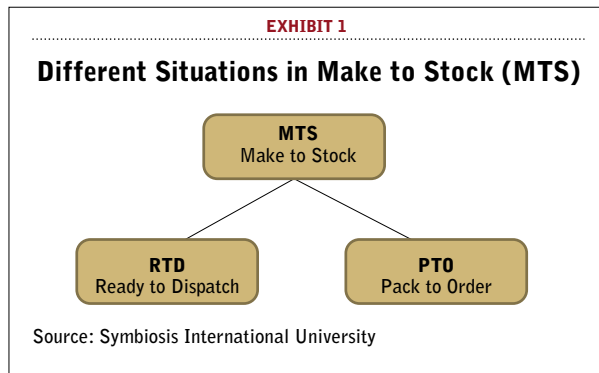 EXHIBIT 1
Different Situations in Make to Stock (MTS)
MTS
Make to Stock
RTD
Ready to Dispatch
PTO
Pack to Order
Source: Symbiosis International University